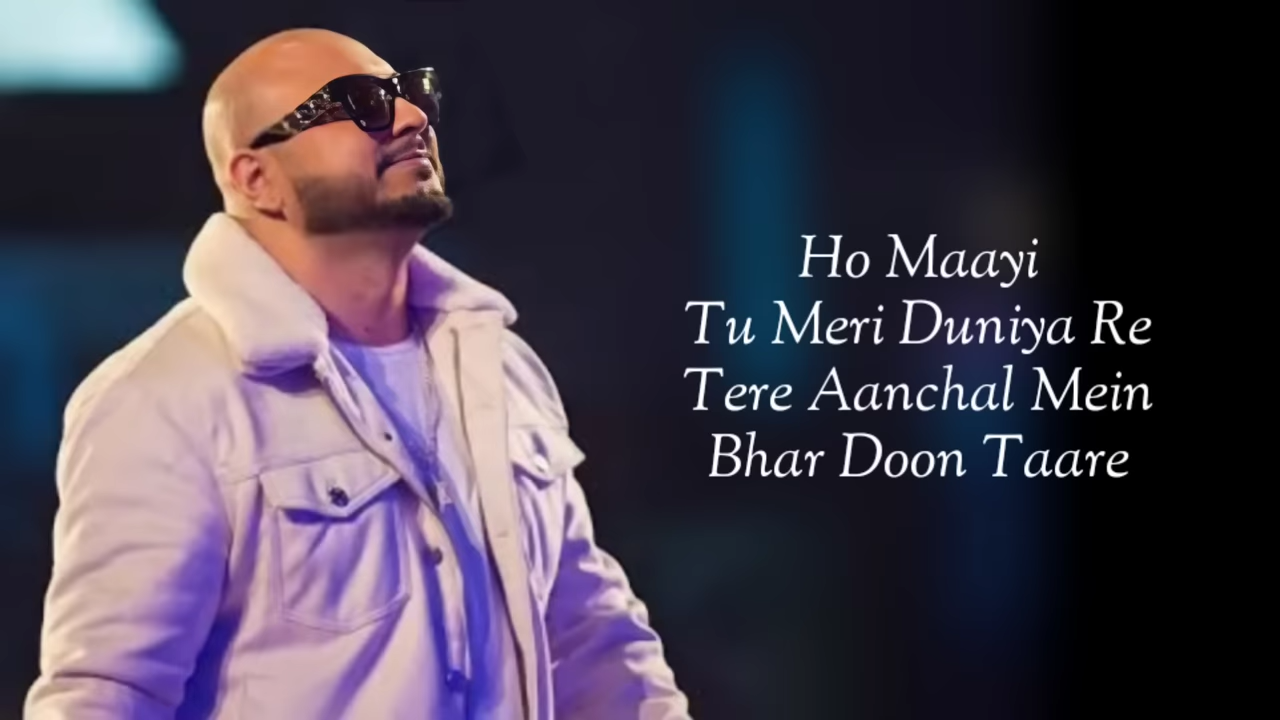 Ho Maayi
Tu Meri Duniya Re
Tere Aanchal Mein
Bhar Doon Taare